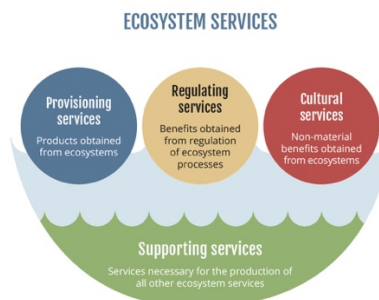 ECOSYSTEM SERVICES
Provisioning
services
Products obtained
from ecosystems
Regulating
services
Benefits obtained
from regulation
of ecosystem
processes
Cultural
services
Non-material
benefits obtained
from ecosystems
Supporting services
Services necessary for the production of
all other ecosystem services